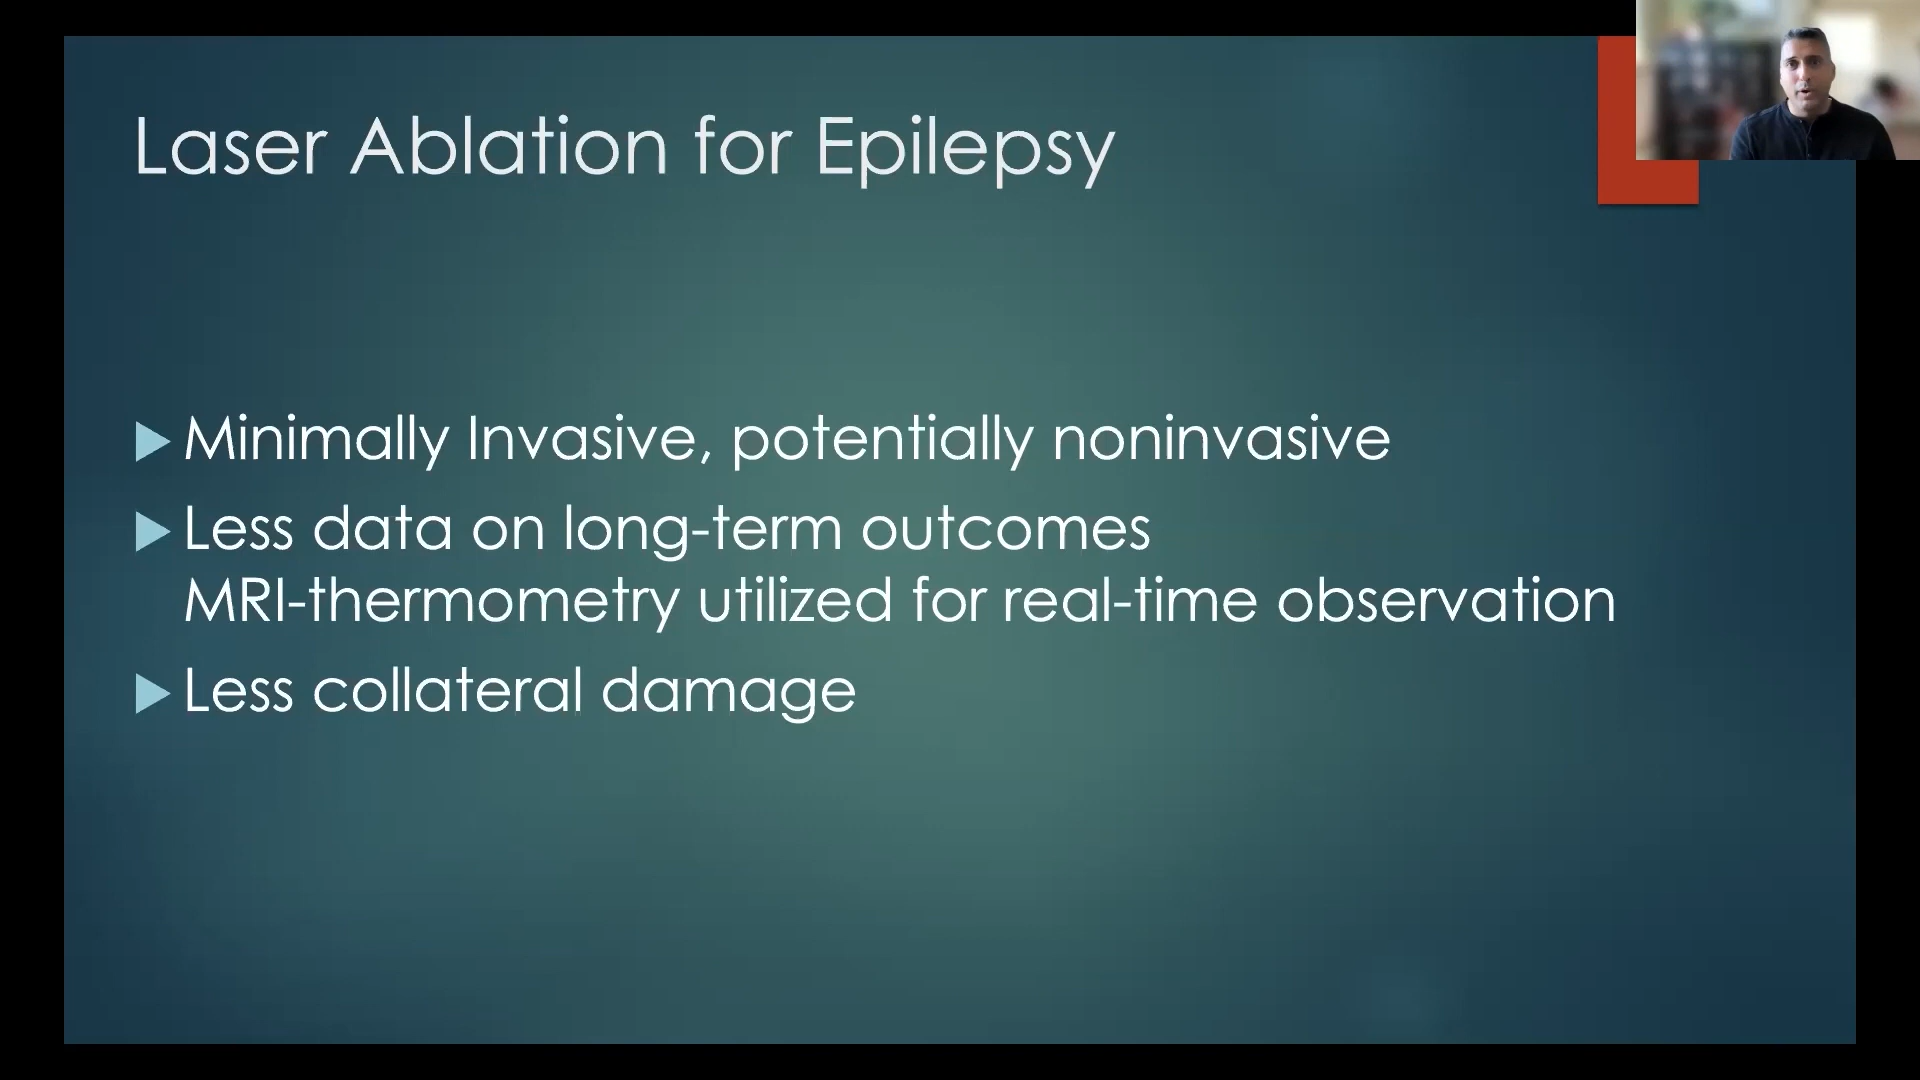 Laser Ablation for Epilepsy
Minimally Invasive, potentially noninvasive
Less data on long-term outcomes
MRI-thermometry utilized for real-time observation
Less collateral damage